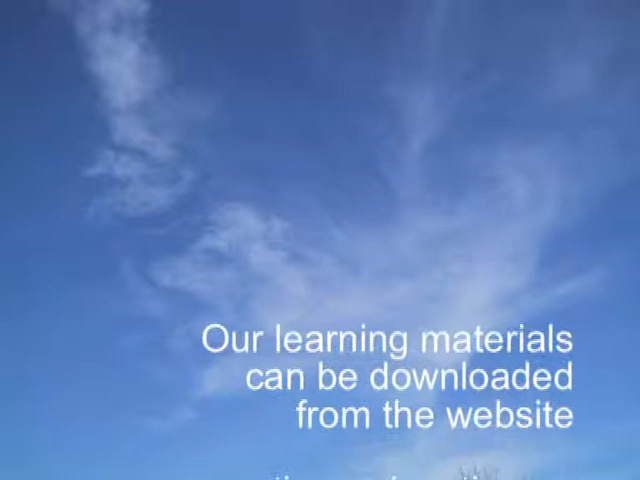 Our learning materials
can be downloaded
from the website